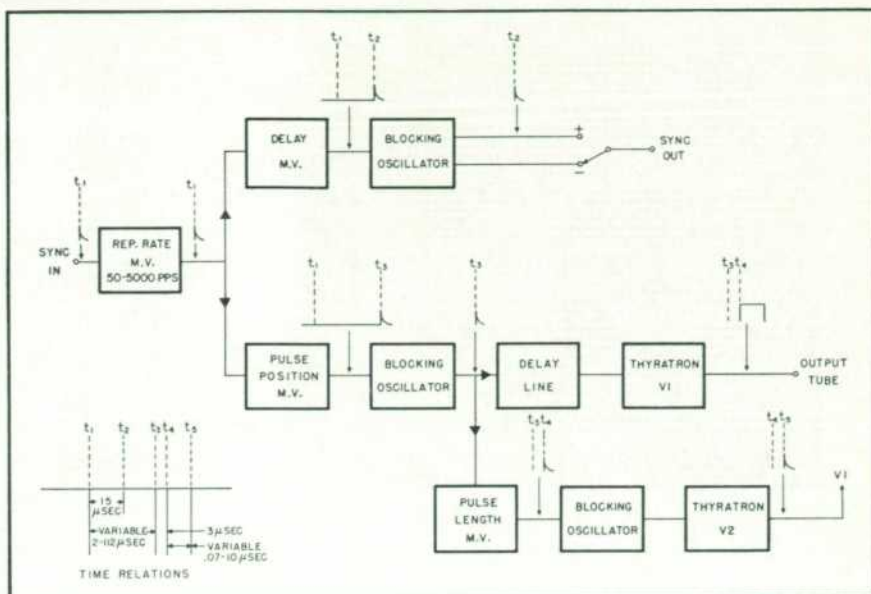 t₁ t₂
t₂
DELAY
M.V.
BLOCKING
OSCILLATOR
+
−
SYNC
OUT
t₁
t₁
SYNC
IN
REP. RATE
M.V.
50-5000 PPS
t₁ t₃
t₃
t₃ t₄
PULSE
POSITION
M.V.
BLOCKING
OSCILLATOR
DELAY
LINE
THYRATRON
V1
OUTPUT
TUBE
t₃ t₄
t₄ t₅
PULSE
LENGTH
M.V.
BLOCKING
OSCILLATOR
THYRATRON
V2
V1
t₁ t₂ t₃ t₄ t₅
15
μSEC
VARIABLE
2-112 μSEC
3 μSEC
VARIABLE
.07-10 μSEC
TIME RELATIONS